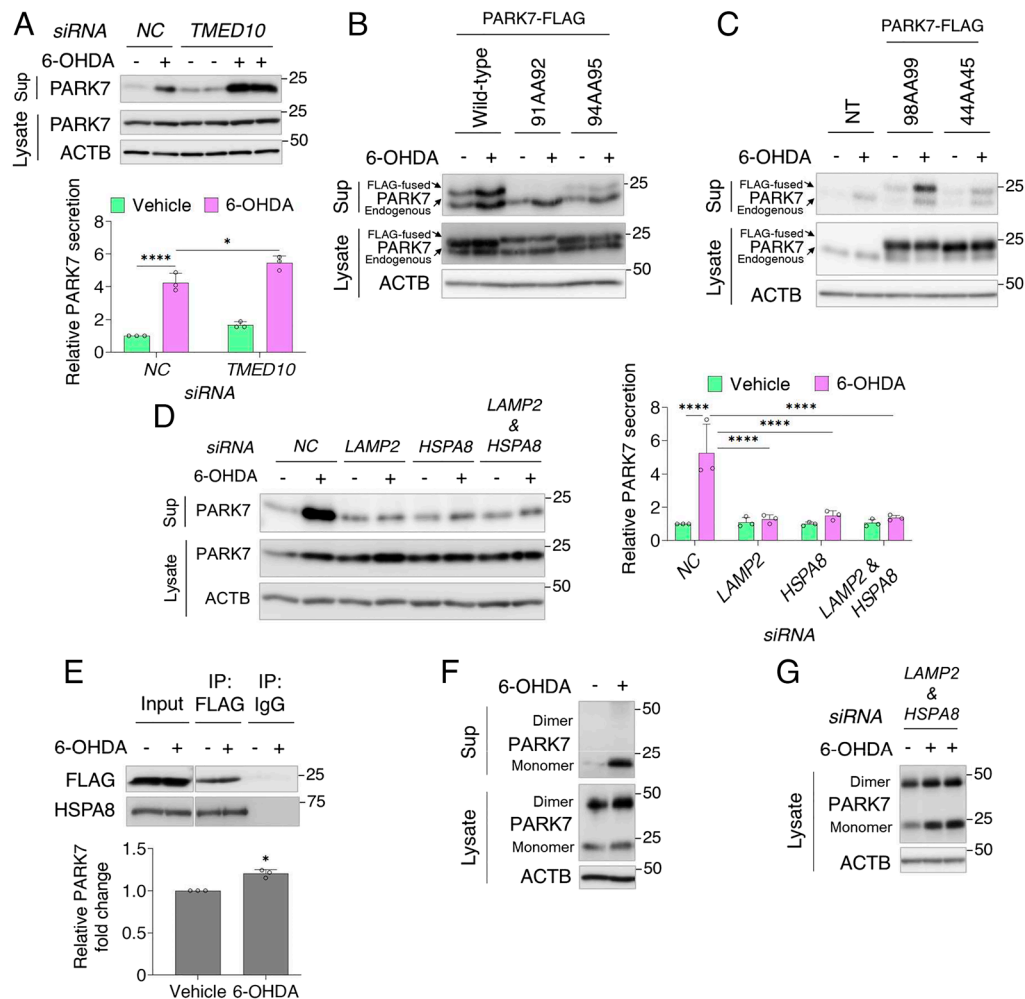 A
siRNA NC TMED10
6-OHDA - + - - + +
Sup PARK7 25
Lysate PARK7 25
ACTB 50
Vehicle 6-OHDA
Relative PARK7 secretion
8
6
4
2
0
**** *
NC TMED10
siRNA
B
PARK7-FLAG
Wild-type 91AA92 94AA95
6-OHDA - + - + - +
Sup
FLAG-fused 25
PARK7
Endogenous
Lysate
FLAG-fused 25
PARK7
Endogenous
ACTB 50
C
PARK7-FLAG
NT 98AA99 44AA45
6-OHDA - + - + - +
Sup
FLAG-fused 25
PARK7
Endogenous
Lysate
FLAG-fused
PARK7 25
Endogenous
ACTB 50
D
LAMP2
&
siRNA NC LAMP2 HSPA8 HSPA8
6-OHDA - + - + - + - +
Sup PARK7 25
Lysate PARK7 25
ACTB 50
Vehicle 6-OHDA
Relative PARK7 secretion
8
6
4
2
0
**** ****
****
****
NC LAMP2 HSPA8 LAMP2 &
HSPA8
siRNA
E
IP: IP:
Input FLAG IgG
6-OHDA - + - + - +
FLAG 25
HSPA8 75
Relative PARK7
fold change
1.5
1.0
0.5
0
*
Vehicle 6-OHDA
F
6-OHDA - +
Sup
50
Dimer
PARK7
25
Monomer
Lysate
50
Dimer
PARK7
25
Monomer
50
ACTB
G
LAMP2
&
siRNA HSPA8
6-OHDA - + +
Lysate
50
Dimer
PARK7
25
Monomer
50
ACTB